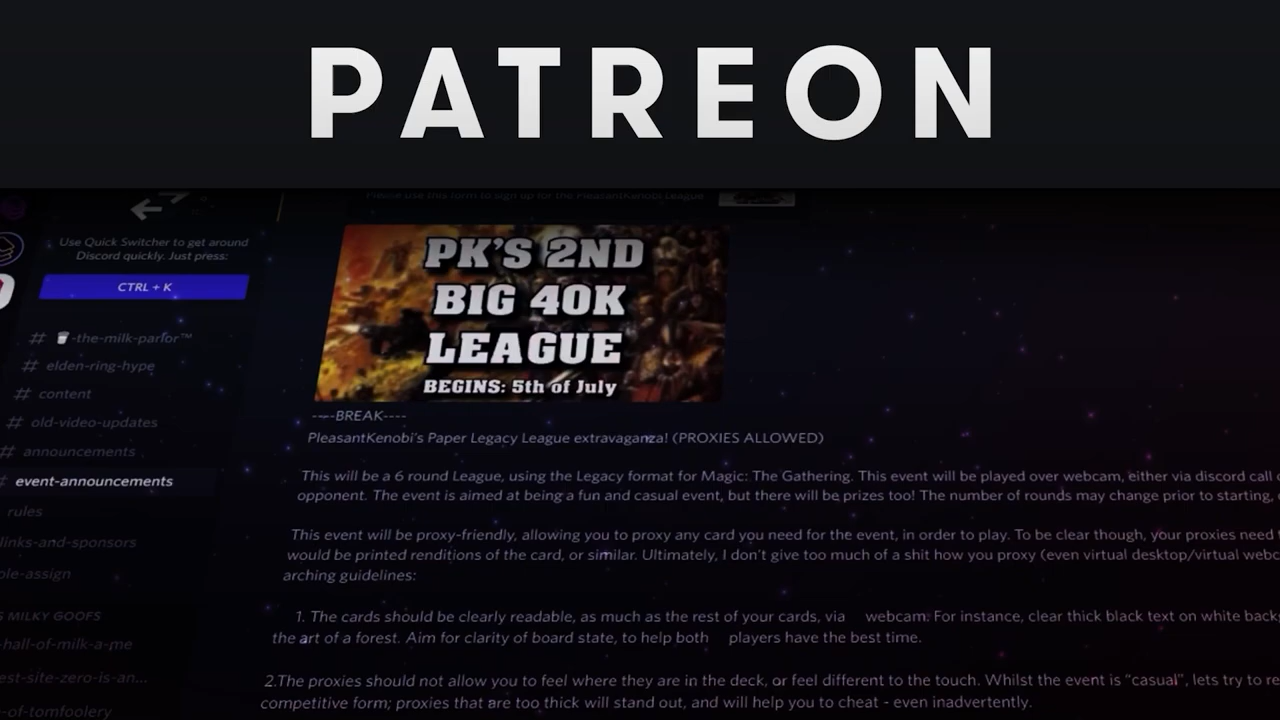 PATREON
Please use this form to sign up for the PleasantKenobi League
Use Quick Switcher to get around
Discord quickly. Just press:
CTRL + K
# -the-milk-parlor™
# elden-ring-hype
# content
# old-video-updates
# announcements
event-announcements
rules
links-and-sponsors
ole-assign
MILKY GOOFS
-hall-of-milk-a-me
est-site-zero-is-an...
-of-tomfoolery
PK'S 2ND
BIG 40K
LEAGUE
BEGINS: 5th of July
----BREAK----
PleasantKenobi's Paper Legacy League extravaganza! (PROXIES ALLOWED)
This will be a 6 round League, using the Legacy format for Magic: The Gathering. This event will be played over webcam, either via discord call
opponent. The event is aimed at being a fun and casual event, but there will be prizes too! The number of rounds may change prior to starting,
This event will be proxy-friendly, allowing you to proxy any card you need for the event, in order to play. To be clear though, your proxies need
would be printed renditions of the card, or similar. Ultimately, I don't give too much of a shit how you proxy (even virtual desktop/virtual webc
arching guidelines:
1. The cards should be clearly readable, as much as the rest of your cards, via webcam. For instance, clear thick black text on white back
the art of a forest. Aim for clarity of board state, to help both players have the best time.
2.The proxies should not allow you to feel where they are in the deck, or feel different to the touch. Whilst the event is "casual", lets try to re
competitive form; proxies that are too thick will stand out, and will help you to cheat - even inadvertently.